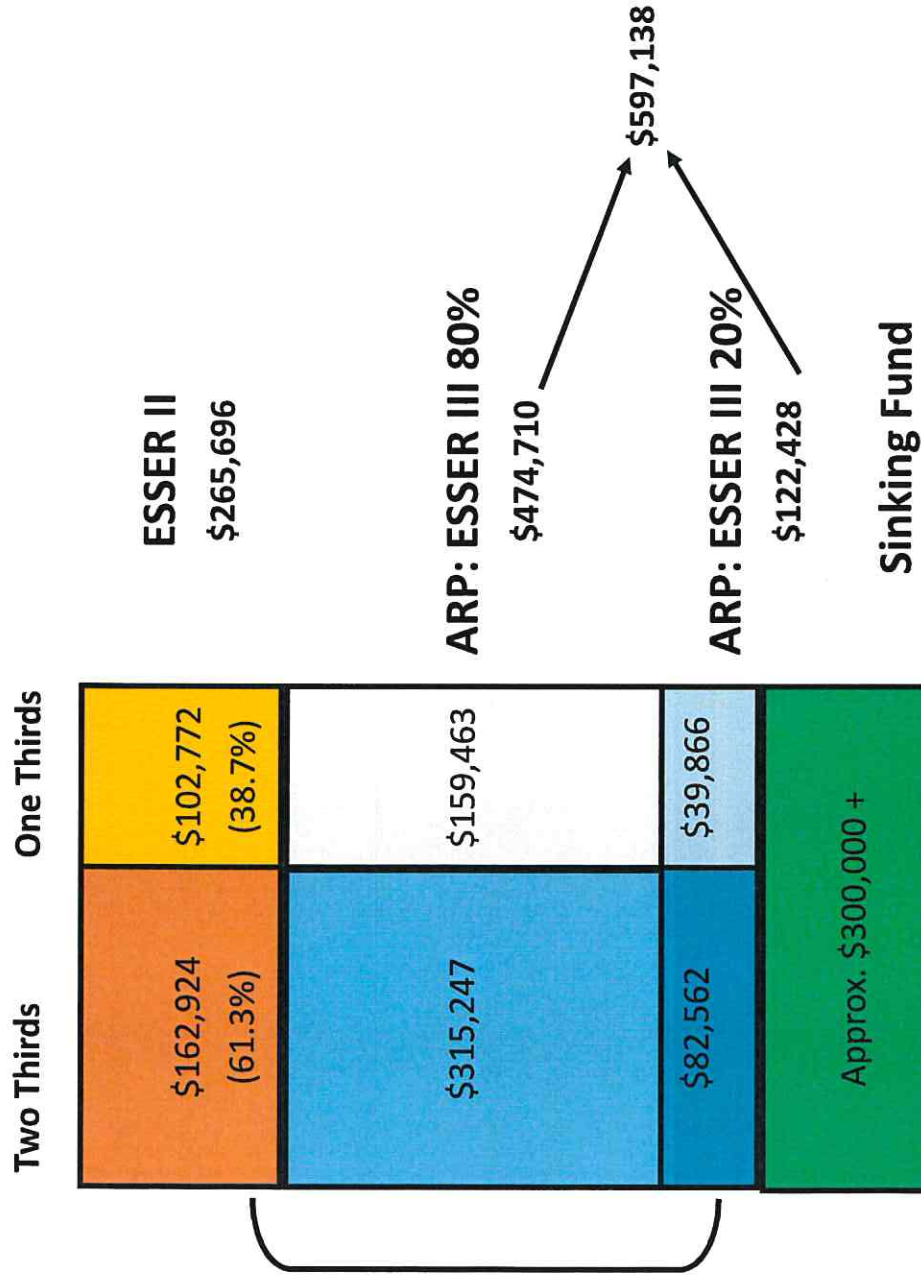 Two Thirds
One Thirds
$162,924
(61.3%)
$102,772
(38.7%)
ESSER II
$265,696
$315,247
$159,463
ARP: ESSER III 80%
$474,710
$597,138
$82,562
$39,866
ARP: ESSER III 20%
$122,428
Approx. $300,000 +
Sinking Fund